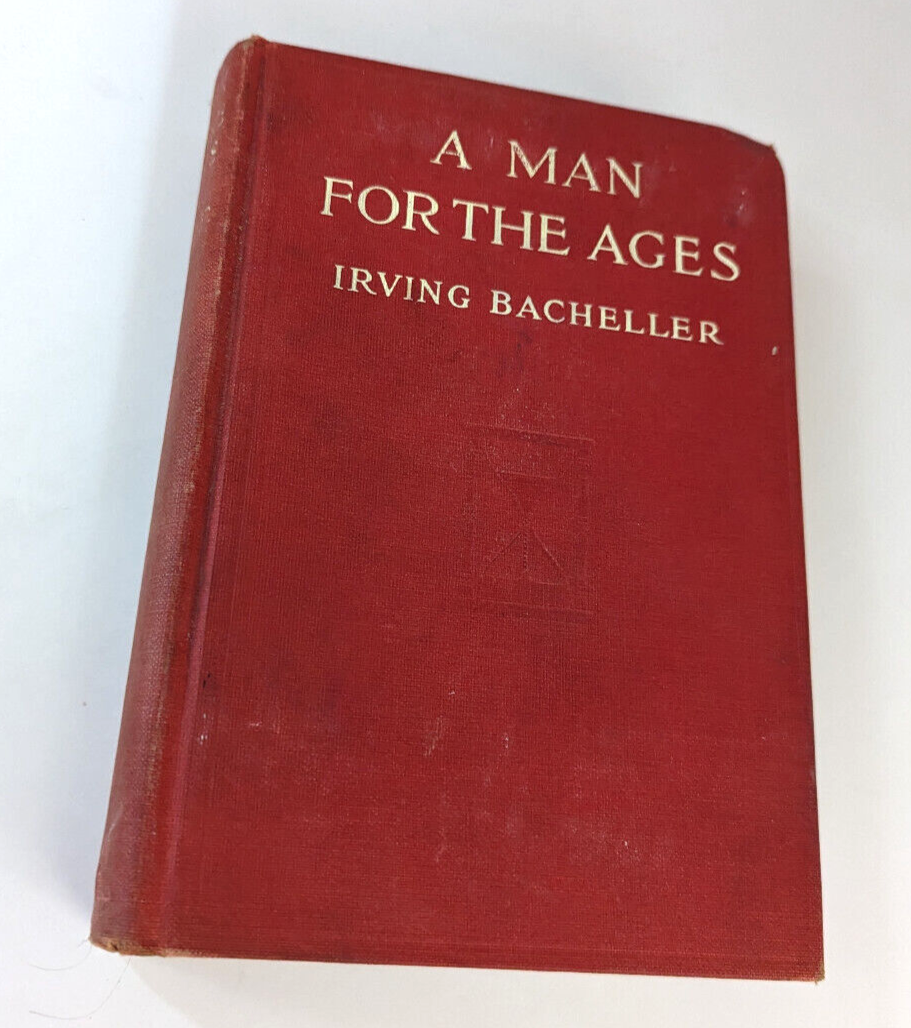 A MAN
FOR THE AGES
IRVING BACHELLER